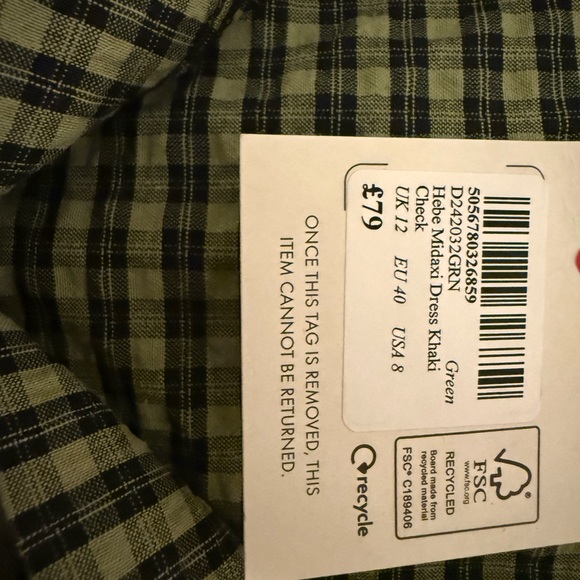 5056780326859
D242032GRN Green
Hebe Midaxi Dress Khaki
Check
UK 12 EU 40 USA 8
£79
ONCE THIS TAG IS REMOVED, THIS
ITEM CANNOT BE RETURNED.
®
FSC
www.fsc.org
RECYCLED
Board made from
recycled material
FSC® C189406
recycle